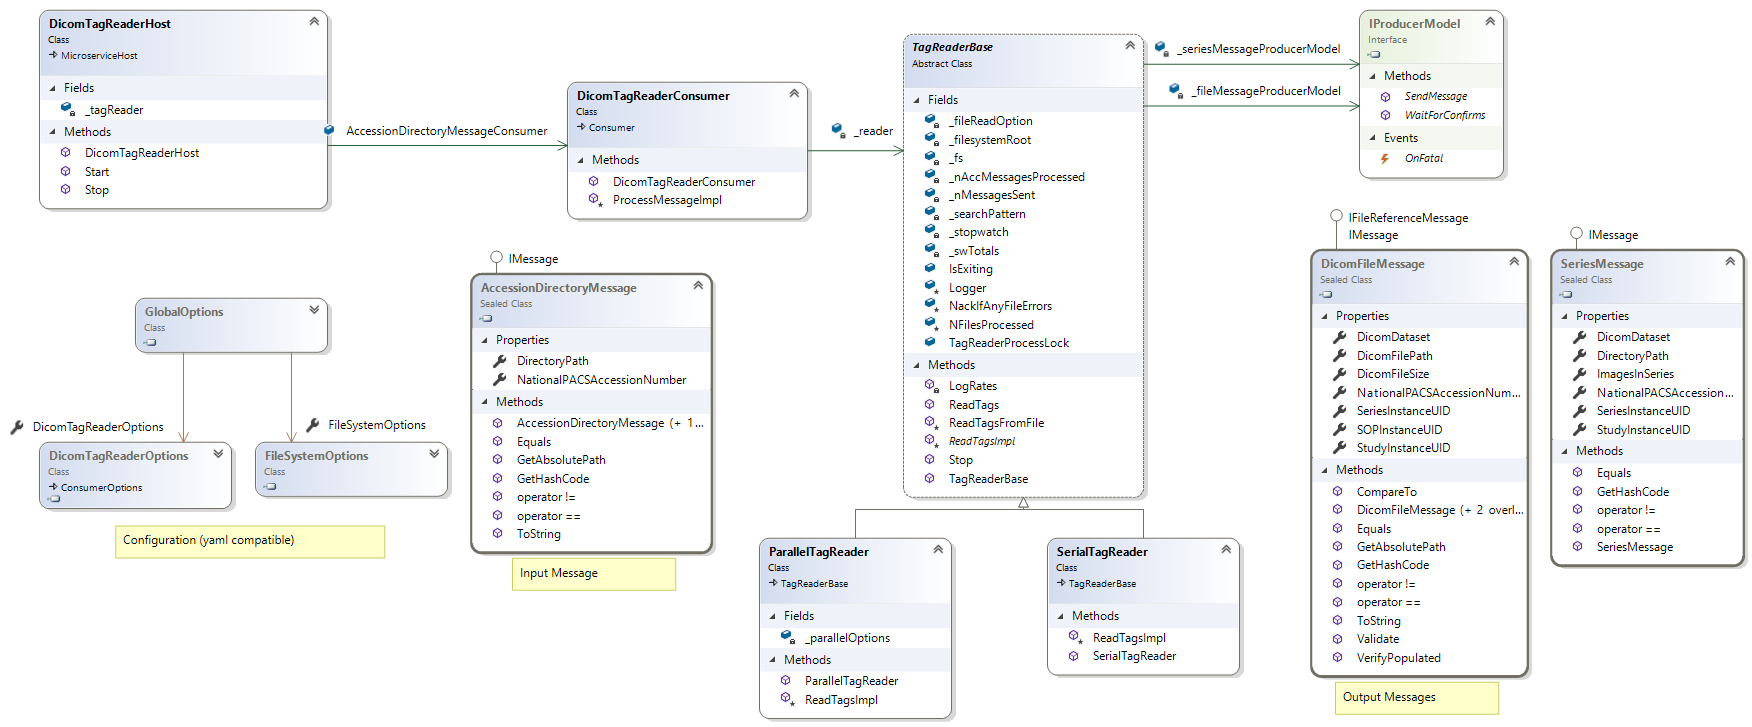 DicomTagReaderHost
Class
MicroserviceHost
Fields
_tagReader
Methods
DicomTagReaderHost
Start
Stop
AccessionDirectoryMessageConsumer
DicomTagReaderConsumer
Class
Consumer
Methods
DicomTagReaderConsumer
ProcessMessageImpl
_reader
TagReaderBase
Abstract Class
Fields
_fileReadOption
_filesystemRoot
_fs
_nAccMessagesProcessed
_nMessagesSent
_searchPattern
_stopwatch
_swTotals
IsExiting
Logger
NackIfAnyFileErrors
NFilesProcessed
TagReaderProcessLock
Methods
LogRates
ReadTags
ReadTagsFromFile
ReadTagsImpl
Stop
TagReaderBase
_seriesMessageProducerModel
_fileMessageProducerModel
IProducerModel
Interface
Methods
SendMessage
WaitForConfirms
Events
OnFatal
GlobalOptions
Class
DicomTagReaderOptions
FileSystemOptions
DicomTagReaderOptions
Class
ConsumerOptions
FileSystemOptions
Class
Configuration (yaml compatible)
IMessage
AccessionDirectoryMessage
Sealed Class
Properties
DirectoryPath
NationalPACSAccessionNumber
Methods
AccessionDirectoryMessage (+ 1...
Equals
GetAbsolutePath
GetHashCode
operator !=
operator ==
ToString
Input Message
ParallelTagReader
Class
TagReaderBase
Fields
_parallelOptions
Methods
ParallelTagReader
ReadTagsImpl
SerialTagReader
Class
TagReaderBase
Methods
ReadTagsImpl
SerialTagReader
IFileReferenceMessage
IMessage
DicomFileMessage
Sealed Class
Properties
DicomDataset
DicomFilePath
DicomFileSize
NationalPACSAccessionNum...
SeriesInstanceUID
SOPInstanceUID
StudyInstanceUID
Methods
CompareTo
DicomFileMessage (+ 2 overl...
Equals
GetAbsolutePath
GetHashCode
operator !=
operator ==
ToString
Validate
VerifyPopulated
Output Messages
IMessage
SeriesMessage
Sealed Class
Properties
DicomDataset
DirectoryPath
ImagesInSeries
NationalPACSAccession...
SeriesInstanceUID
StudyInstanceUID
Methods
Equals
GetHashCode
operator !=
operator ==
SeriesMessage